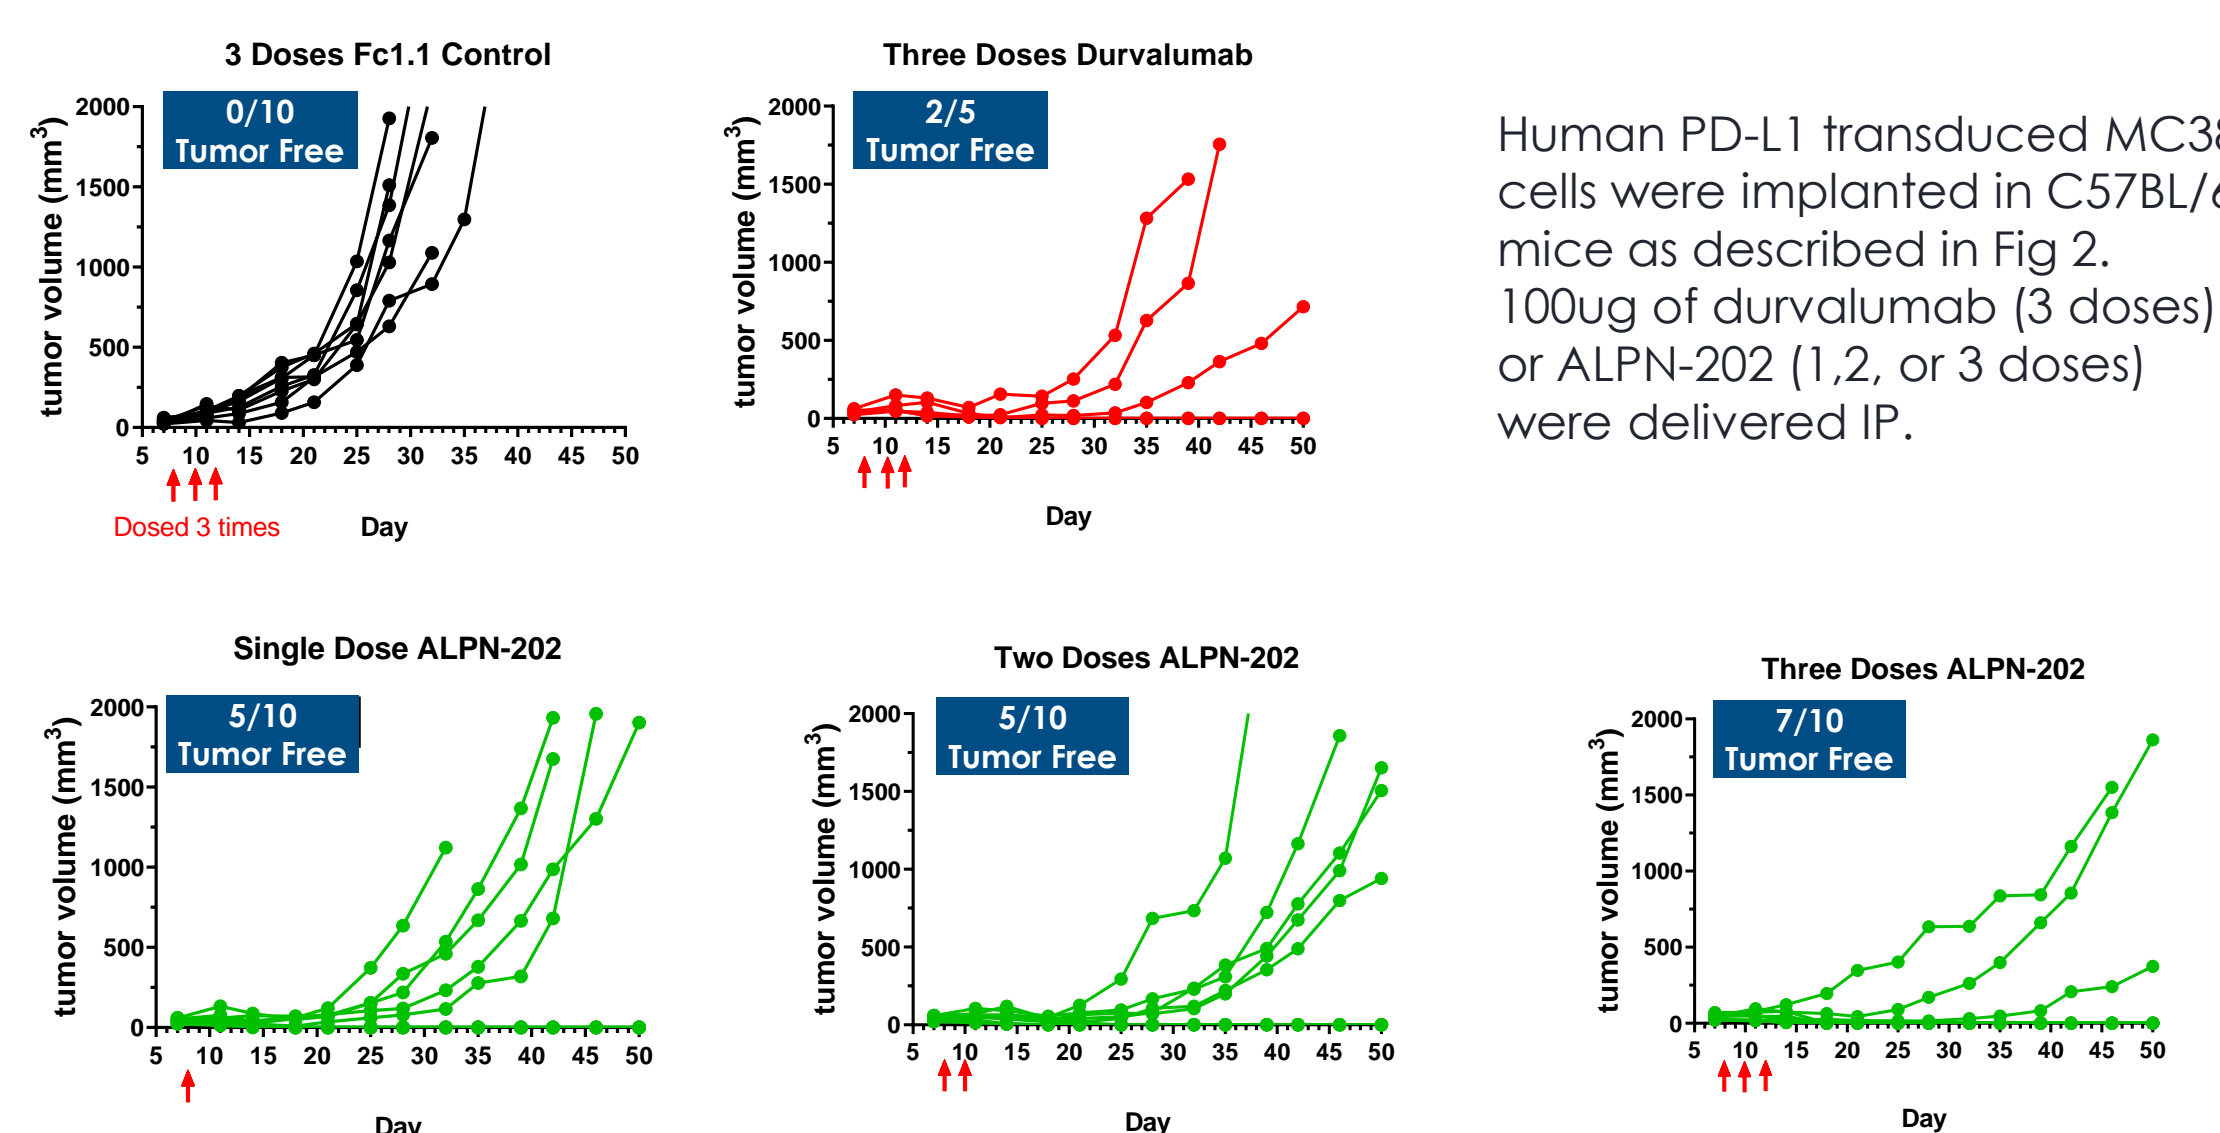 3 Doses Fc1.1 Control
0/10
Tumor Free
tumor volume (mm³)
2000
1500
1000
500
0
5 10 15 20 25 30 35 40 45 50
Dosed 3 times
Day
Three Doses Durvalumab
2/5
Tumor Free
tumor volume (mm³)
2000
1500
1000
500
0
5 10 15 20 25 30 35 40 45 50
Day
Human PD-L1 transduced MC38
cells were implanted in C57BL/6
mice as described in Fig 2.
100ug of durvalumab (3 doses)
or ALPN-202 (1,2, or 3 doses)
were delivered IP.
Single Dose ALPN-202
5/10
Tumor Free
tumor volume (mm³)
2000
1500
1000
500
0
5 10 15 20 25 30 35 40 45 50
Day
Two Doses ALPN-202
5/10
Tumor Free
tumor volume (mm³)
2000
1500
1000
500
0
5 10 15 20 25 30 35 40 45 50
Day
Three Doses ALPN-202
7/10
Tumor Free
tumor volume (mm³)
2000
1500
1000
500
0
5 10 15 20 25 30 35 40 45 50
Day